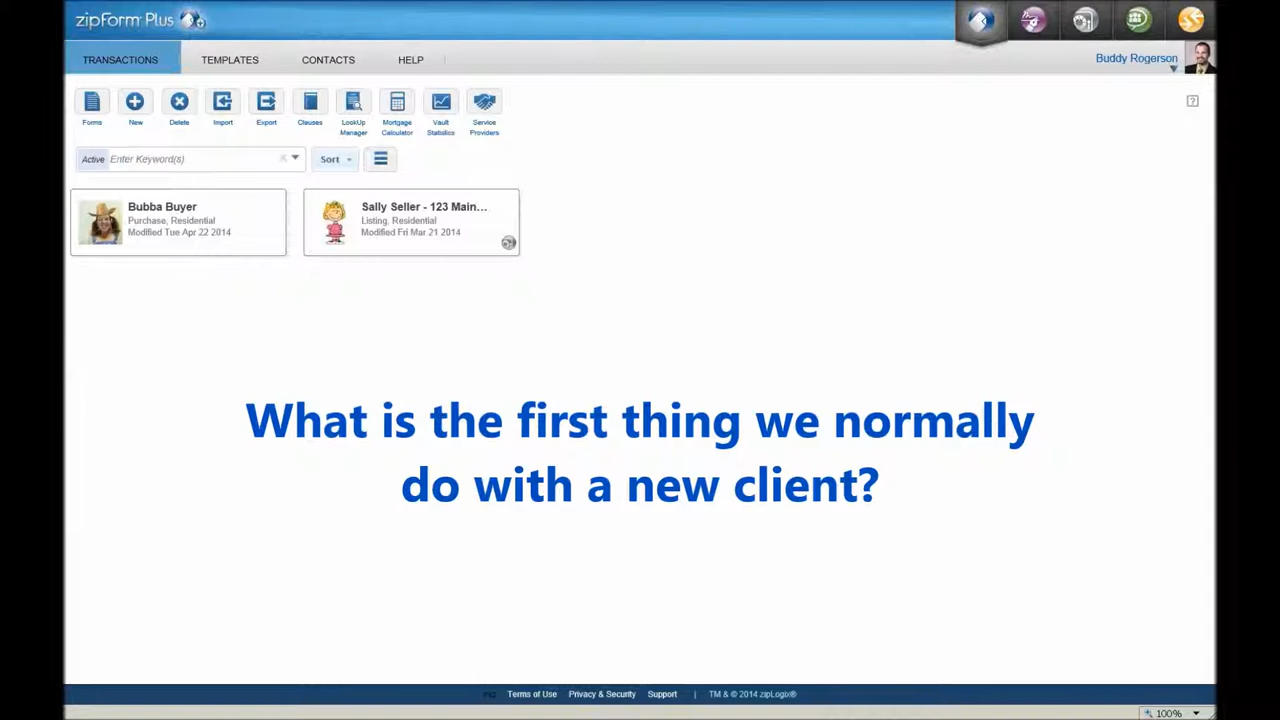 zipForm Plus
TRANSACTIONS TEMPLATES CONTACTS HELP
Buddy Rogerson
Forms New Delete Import Export Clauses LookUp Manager Mortgage Calculator Vault Statistics Service Providers
Active Enter Keyword(s) Sort
Bubba Buyer
Purchase, Residential
Modified Tue Apr 22 2014
Sally Seller - 123 Main...
Listing, Residential
Modified Fri Mar 21 2014
What is the first thing we normally
do with a new client?
Terms of Use Privacy & Security Support | TM & © 2014 zipLogix®
100%